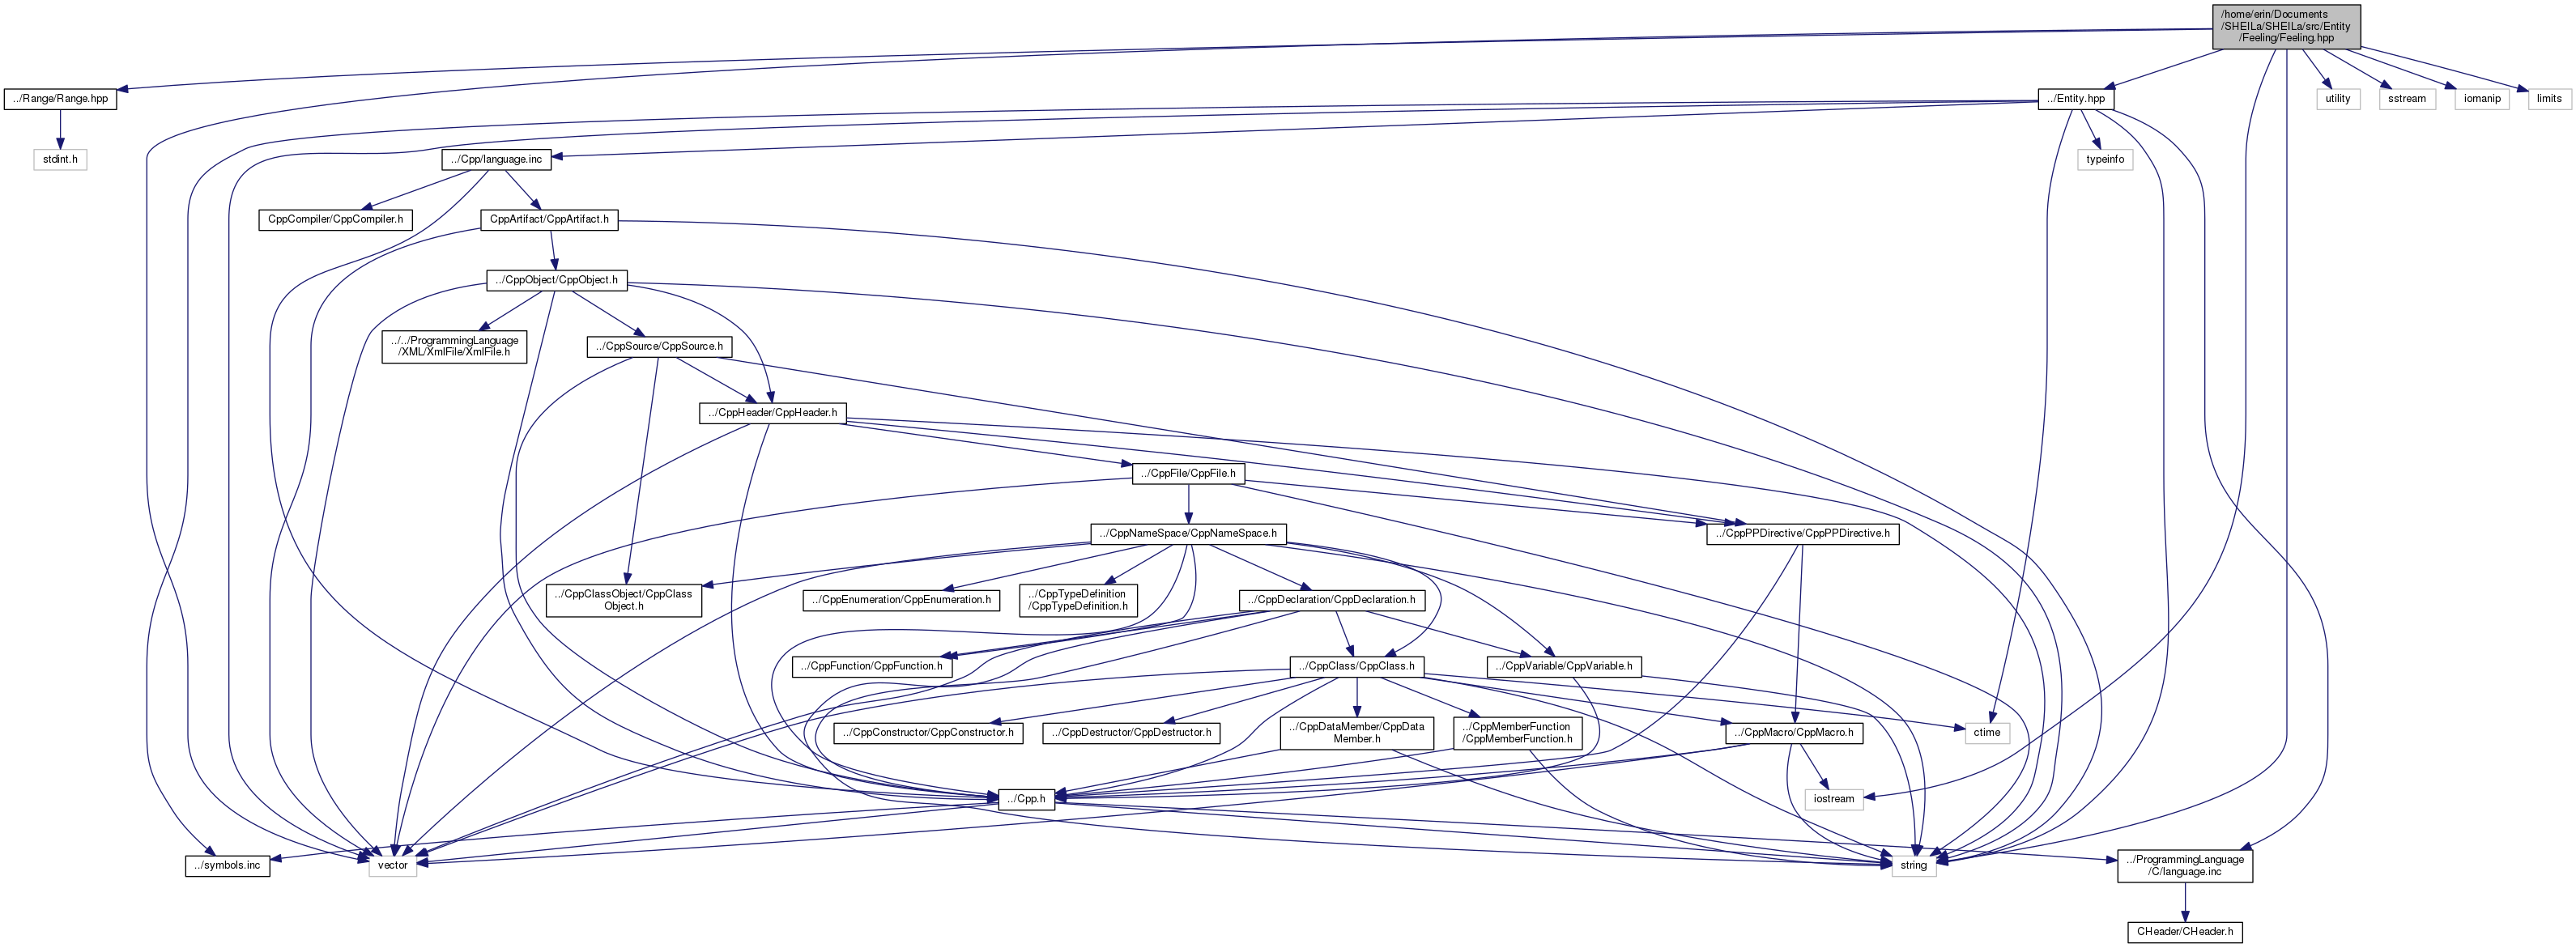 /home/erin/Documents
/SHEILa/SHEILa/src/Entity
/Feeling/Feeling.hpp
../Range/Range.hpp
../Entity.hpp
utility
sstream
iomanip
limits
stdint.h
../Cpp/language.inc
typeinfo
CppCompiler/CppCompiler.h
CppArtifact/CppArtifact.h
../CppObject/CppObject.h
../../ProgrammingLanguage
/XML/XmlFile/XmlFile.h
../CppSource/CppSource.h
../CppHeader/CppHeader.h
../CppFile/CppFile.h
../CppNameSpace/CppNameSpace.h
../CppPPDirective/CppPPDirective.h
../CppClassObject/CppClass
Object.h
../CppEnumeration/CppEnumeration.h
../CppTypeDefinition
/CppTypeDefinition.h
../CppDeclaration/CppDeclaration.h
../CppFunction/CppFunction.h
../CppClass/CppClass.h
../CppVariable/CppVariable.h
../CppConstructor/CppConstructor.h
../CppDestructor/CppDestructor.h
../CppDataMember/CppData
Member.h
../CppMemberFunction
/CppMemberFunction.h
../CppMacro/CppMacro.h
ctime
../Cpp.h
iostream
../symbols.inc
vector
string
../ProgrammingLanguage
/C/language.inc
CHeader/CHeader.h